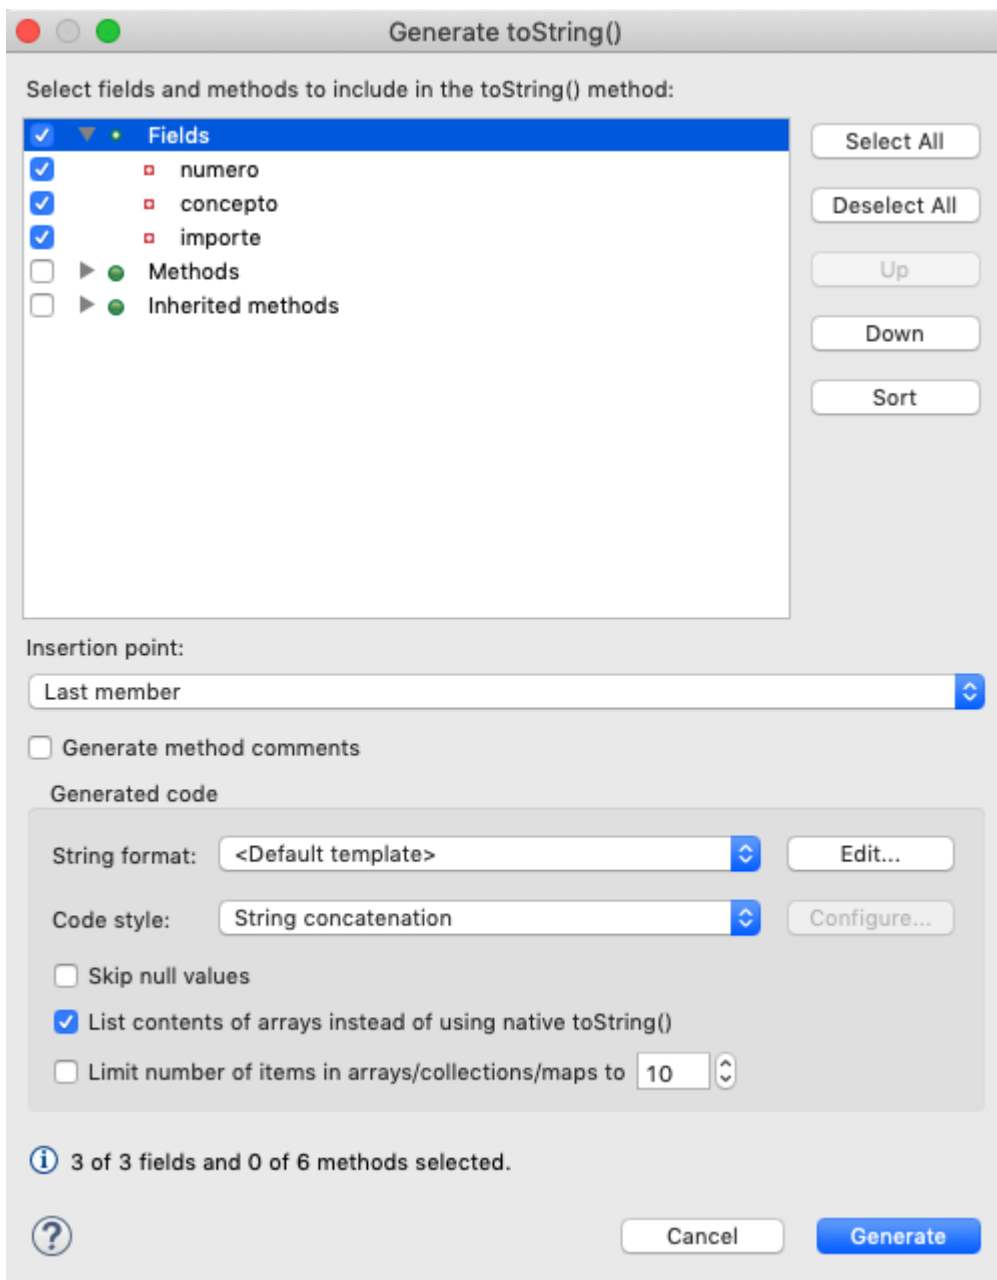 Generate toString()
Select fields and methods to include in the toString() method:
Fields
numero
concepto
importe
Methods
Inherited methods
Select All
Deselect All
Up
Down
Sort
Insertion point:
Last member
Generate method comments
Generated code
String format: <Default template> Edit...
Code style: String concatenation Configure...
Skip null values
List contents of arrays instead of using native toString()
Limit number of items in arrays/collections/maps to 10
3 of 3 fields and 0 of 6 methods selected.
Cancel Generate